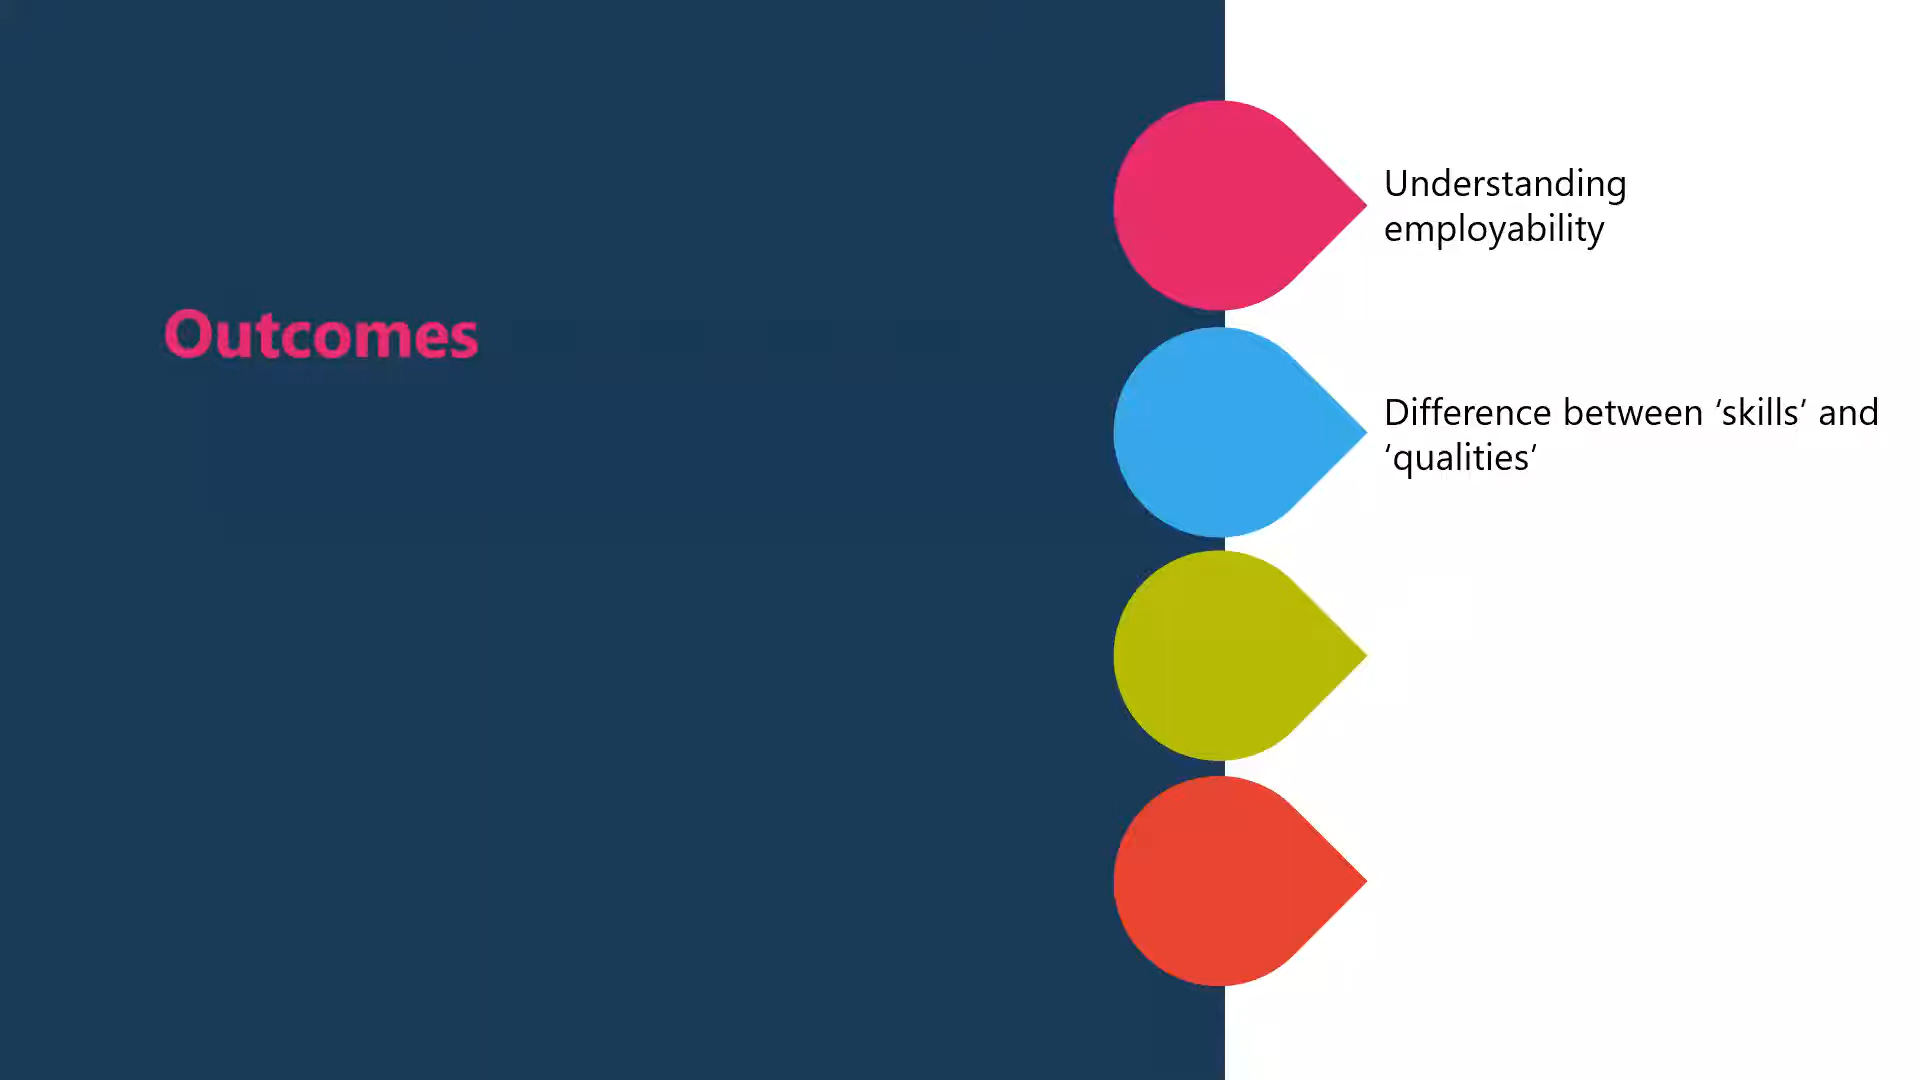 Outcomes
Understanding
employability
Difference between ‘skills’ and
‘qualities’